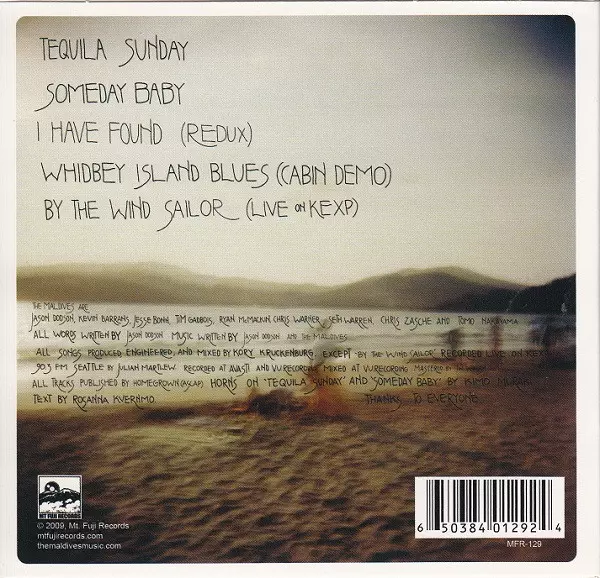 TEQUILA SUNDAY
SOMEDAY BABY
I HAVE FOUND (REDUX)
WHIDBEY ISLAND BLUES (CABIN DEMO)
BY THE WIND SAILOR (LIVE ON KEXP)
THE MALDIVES ARE
JASON DODSON, KEVIN BARRANS, JESSE BONN, TIM GADBOIS, RYAN MCMACKIN, CHRIS WARNER, SETH WARREN, CHRIS ZASCHE AND TOMO NAKAYAMA
ALL WORDS WRITTEN BY JASON DODSON MUSIC WRITTEN BY JASON DODSON AND THE MALDIVES
ALL SONGS PRODUCED ENGINEERED, AND MIXED BY KORY KRUCKENBURG, EXCEPT 'BY THE WIND SAILOR' RECORDED LIVE ON KEXP
90.3 FM SEATTLE BY JULIAN MARTLEW. RECORDED AT AVAST! AND VU RECORDING MIXED AT VU RECORDING MASTERED BY
ALL TRACKS PUBLISHED BY HOMEGROWN (ASCAP) HORNS ON 'TEQUILA SUNDAY' AND 'SOMEDAY BABY' BY KIMO
TEXT BY ROSANNA KVERNMO. THANKS TO EVERYONE
MT FUJI RECORDS
© 2009, Mt. Fuji Records
mtfujirecords.com
themaldivesmusic.com
6 50384 01292 4
MFR-129